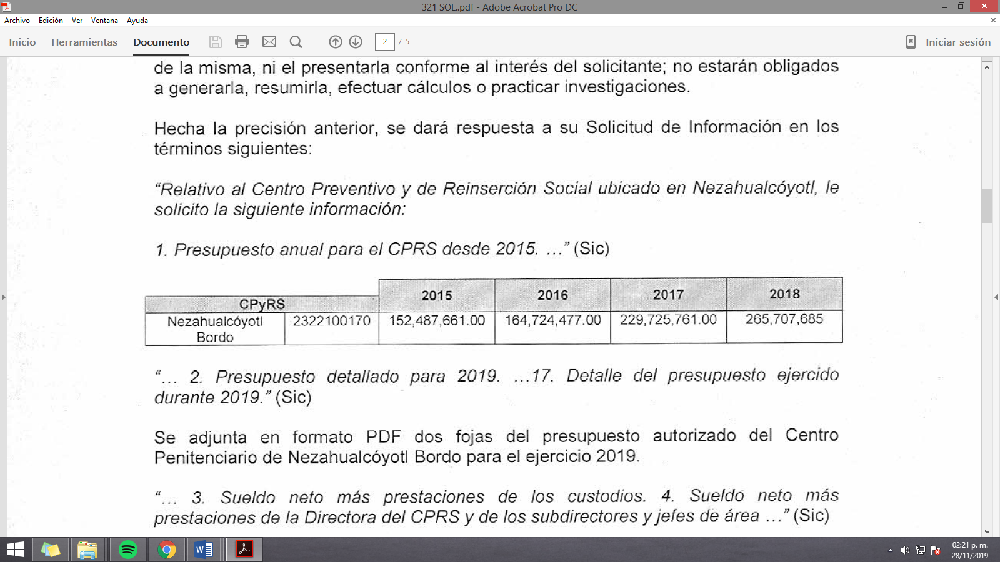 321 SOL..pdf - Adobe Acrobat Pro DC
Archivo Edición Ver Ventana Ayuda
Inicio Herramientas Documento 2 / 5 Iniciar sesión
de la misma, ni el presentarla conforme al interés del solicitante; no estarán obligados
a generarla, resumirla, efectuar cálculos o practicar investigaciones.
Hecha la precisión anterior, se dará respuesta a su Solicitud de Información en los
términos siguientes:
“Relativo al Centro Preventivo y de Reinserción Social ubicado en Nezahualcóyotl, le
solicito la siguiente información:
1. Presupuesto anual para el CPRS desde 2015. …” (Sic)
CPyRS 2015 2016 2017 2018
Nezahualcóyotl 2322100170 152,487,661.00 164,724,477.00 229,725,761.00 265,707,685
Bordo
“… 2. Presupuesto detallado para 2019. …17. Detalle del presupuesto ejercido
durante 2019.” (Sic)
Se adjunta en formato PDF dos fojas del presupuesto autorizado del Centro
Penitenciario de Nezahualcóyotl Bordo para el ejercicio 2019.
“… 3. Sueldo neto más prestaciones de los custodios. 4. Sueldo neto más
prestaciones de la Directora del CPRS y de los subdirectores y jefes de área …” (Sic)
02:21 p. m.
28/11/2019